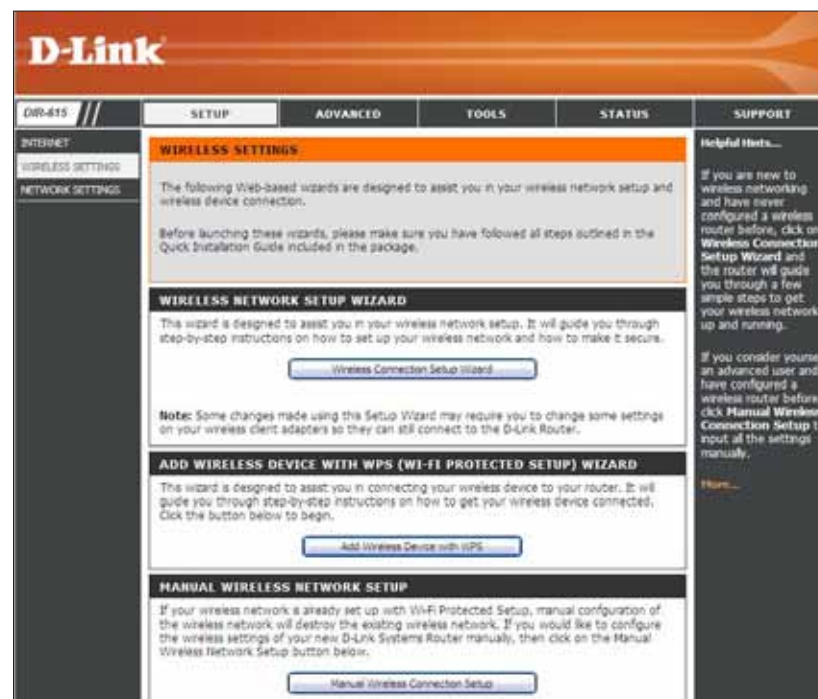 D-Link
DIR-615
SETUP
ADVANCED
TOOLS
STATUS
SUPPORT
INTERNET
WIRELESS SETTINGS
NETWORK SETTINGS
WIRELESS SETTINGS
The following Web-based wizards are designed to assist you in your wireless network setup and
wireless device connection.
Before launching these wizards, please make sure you have followed all steps outlined in the
Quick Installation Guide included in the package.
WIRELESS NETWORK SETUP WIZARD
This wizard is designed to assist you in your wireless network setup. It will guide you through
step-by-step instructions on how to set up your wireless network and how to make it secure.
Wireless Connection Setup Wizard
Note: Some changes made using this Setup Wizard may require you to change some settings
on your wireless client adapters so they can still connect to the D-Link Router.
ADD WIRELESS DEVICE WITH WPS (WI-FI PROTECTED SETUP) WIZARD
This wizard is designed to assist you in connecting your wireless device to your router. It will
guide you through step-by-step instructions on how to get your wireless device connected.
Click the button below to begin.
Add Wireless Device with WPS
MANUAL WIRELESS NETWORK SETUP
If your wireless network is already set up with Wi-Fi Protected Setup, manual configuration of
the wireless network will destroy the existing wireless network. If you would like to configure
the wireless settings of your new D-Link Systems Router manually, then click on the Manual
Wireless Network Setup button below.
Manual Wireless Connection Setup
Helpful Hints...
If you are new to
wireless networking
and have never
configured a wireless
router before, click on
Wireless Connection
Setup Wizard and
the router will guide
you through a few
simple steps to get
your wireless network
up and running.
If you consider yourse
an advanced user and
have configured a
wireless router before
click Manual Wireless
Connection Setup t
input all the settings
manually.
More...